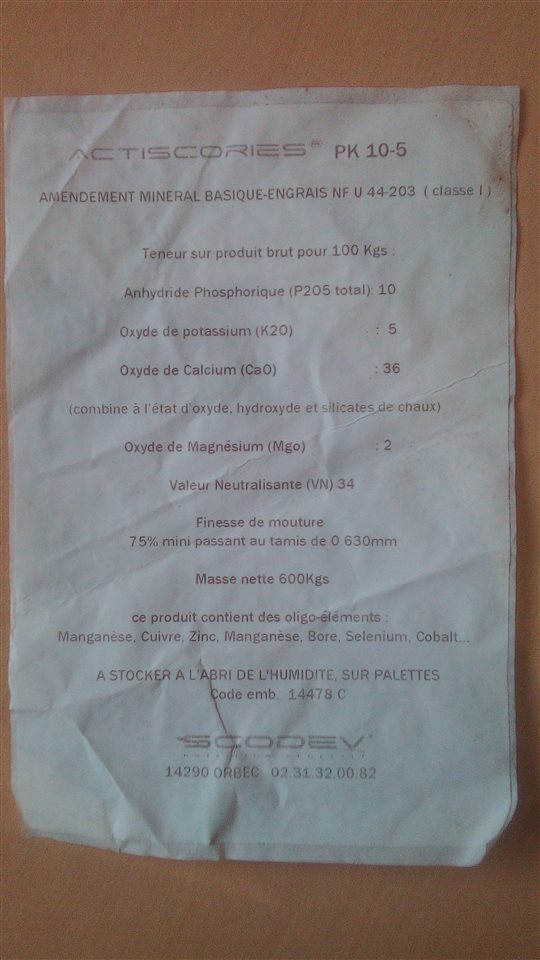 ACTISCORIES® PK 10-5
AMENDEMENT MINERAL BASIQUE-ENGRAIS NF U 44-203 ( classe I )
Teneur sur produit brut pour 100 Kgs :
Anhydride Phosphorique (P2O5 total): 10
Oxyde de potassium (K2O) : 5
Oxyde de Calcium (CaO) : 36
(combine à l'état d'oxyde, hydroxyde et silicates de chaux)
Oxyde de Magnésium (Mgo) : 2
Valeur Neutralisante (VN) 34
Finesse de mouture
75% mini passant au tamis de 0.630mm
Masse nette 600Kgs
ce produit contient des oligo-éléments :
Manganèse, Cuivre, Zinc, Manganèse, Bore, Selenium, Cobalt...
A STOCKER A L'ABRI DE L'HUMIDITE, SUR PALETTES
Code emb. 14478 C
SCODEV
14290 ORBEC 02.31.32.00.82